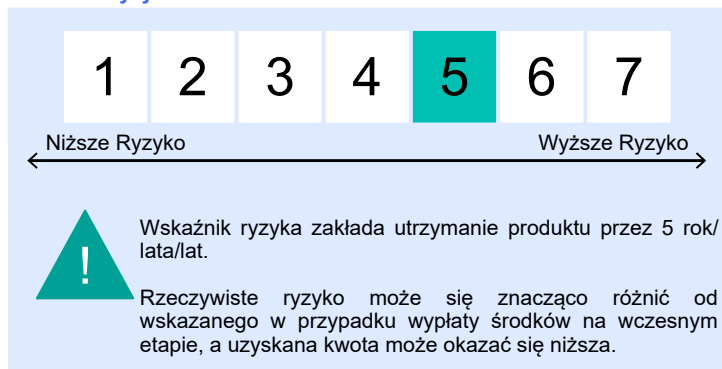 1 2 3 4 5 6 7
Niższe Ryzyko Wyższe Ryzyko
!
Wskaźnik ryzyka zakłada utrzymanie produktu przez 5 rok/
lata/lat.
Rzeczywiste ryzyko może się znacząco różnić od
wskazanego w przypadku wypłaty środków na wczesnym
etapie, a uzyskana kwota może okazać się niższa.